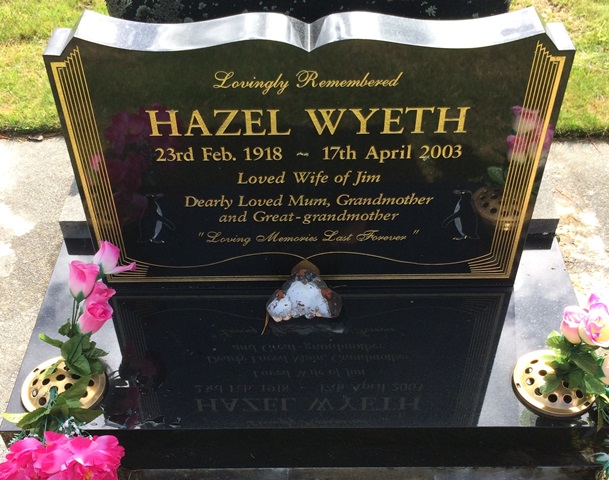 Lovingly Remembered
HAZEL WYETH
23rd Feb. 1918 ~ 17th April 2003
Loved Wife of Jim
Dearly Loved Mum, Grandmother
and Great-grandmother
"Loving Memories Last Forever"